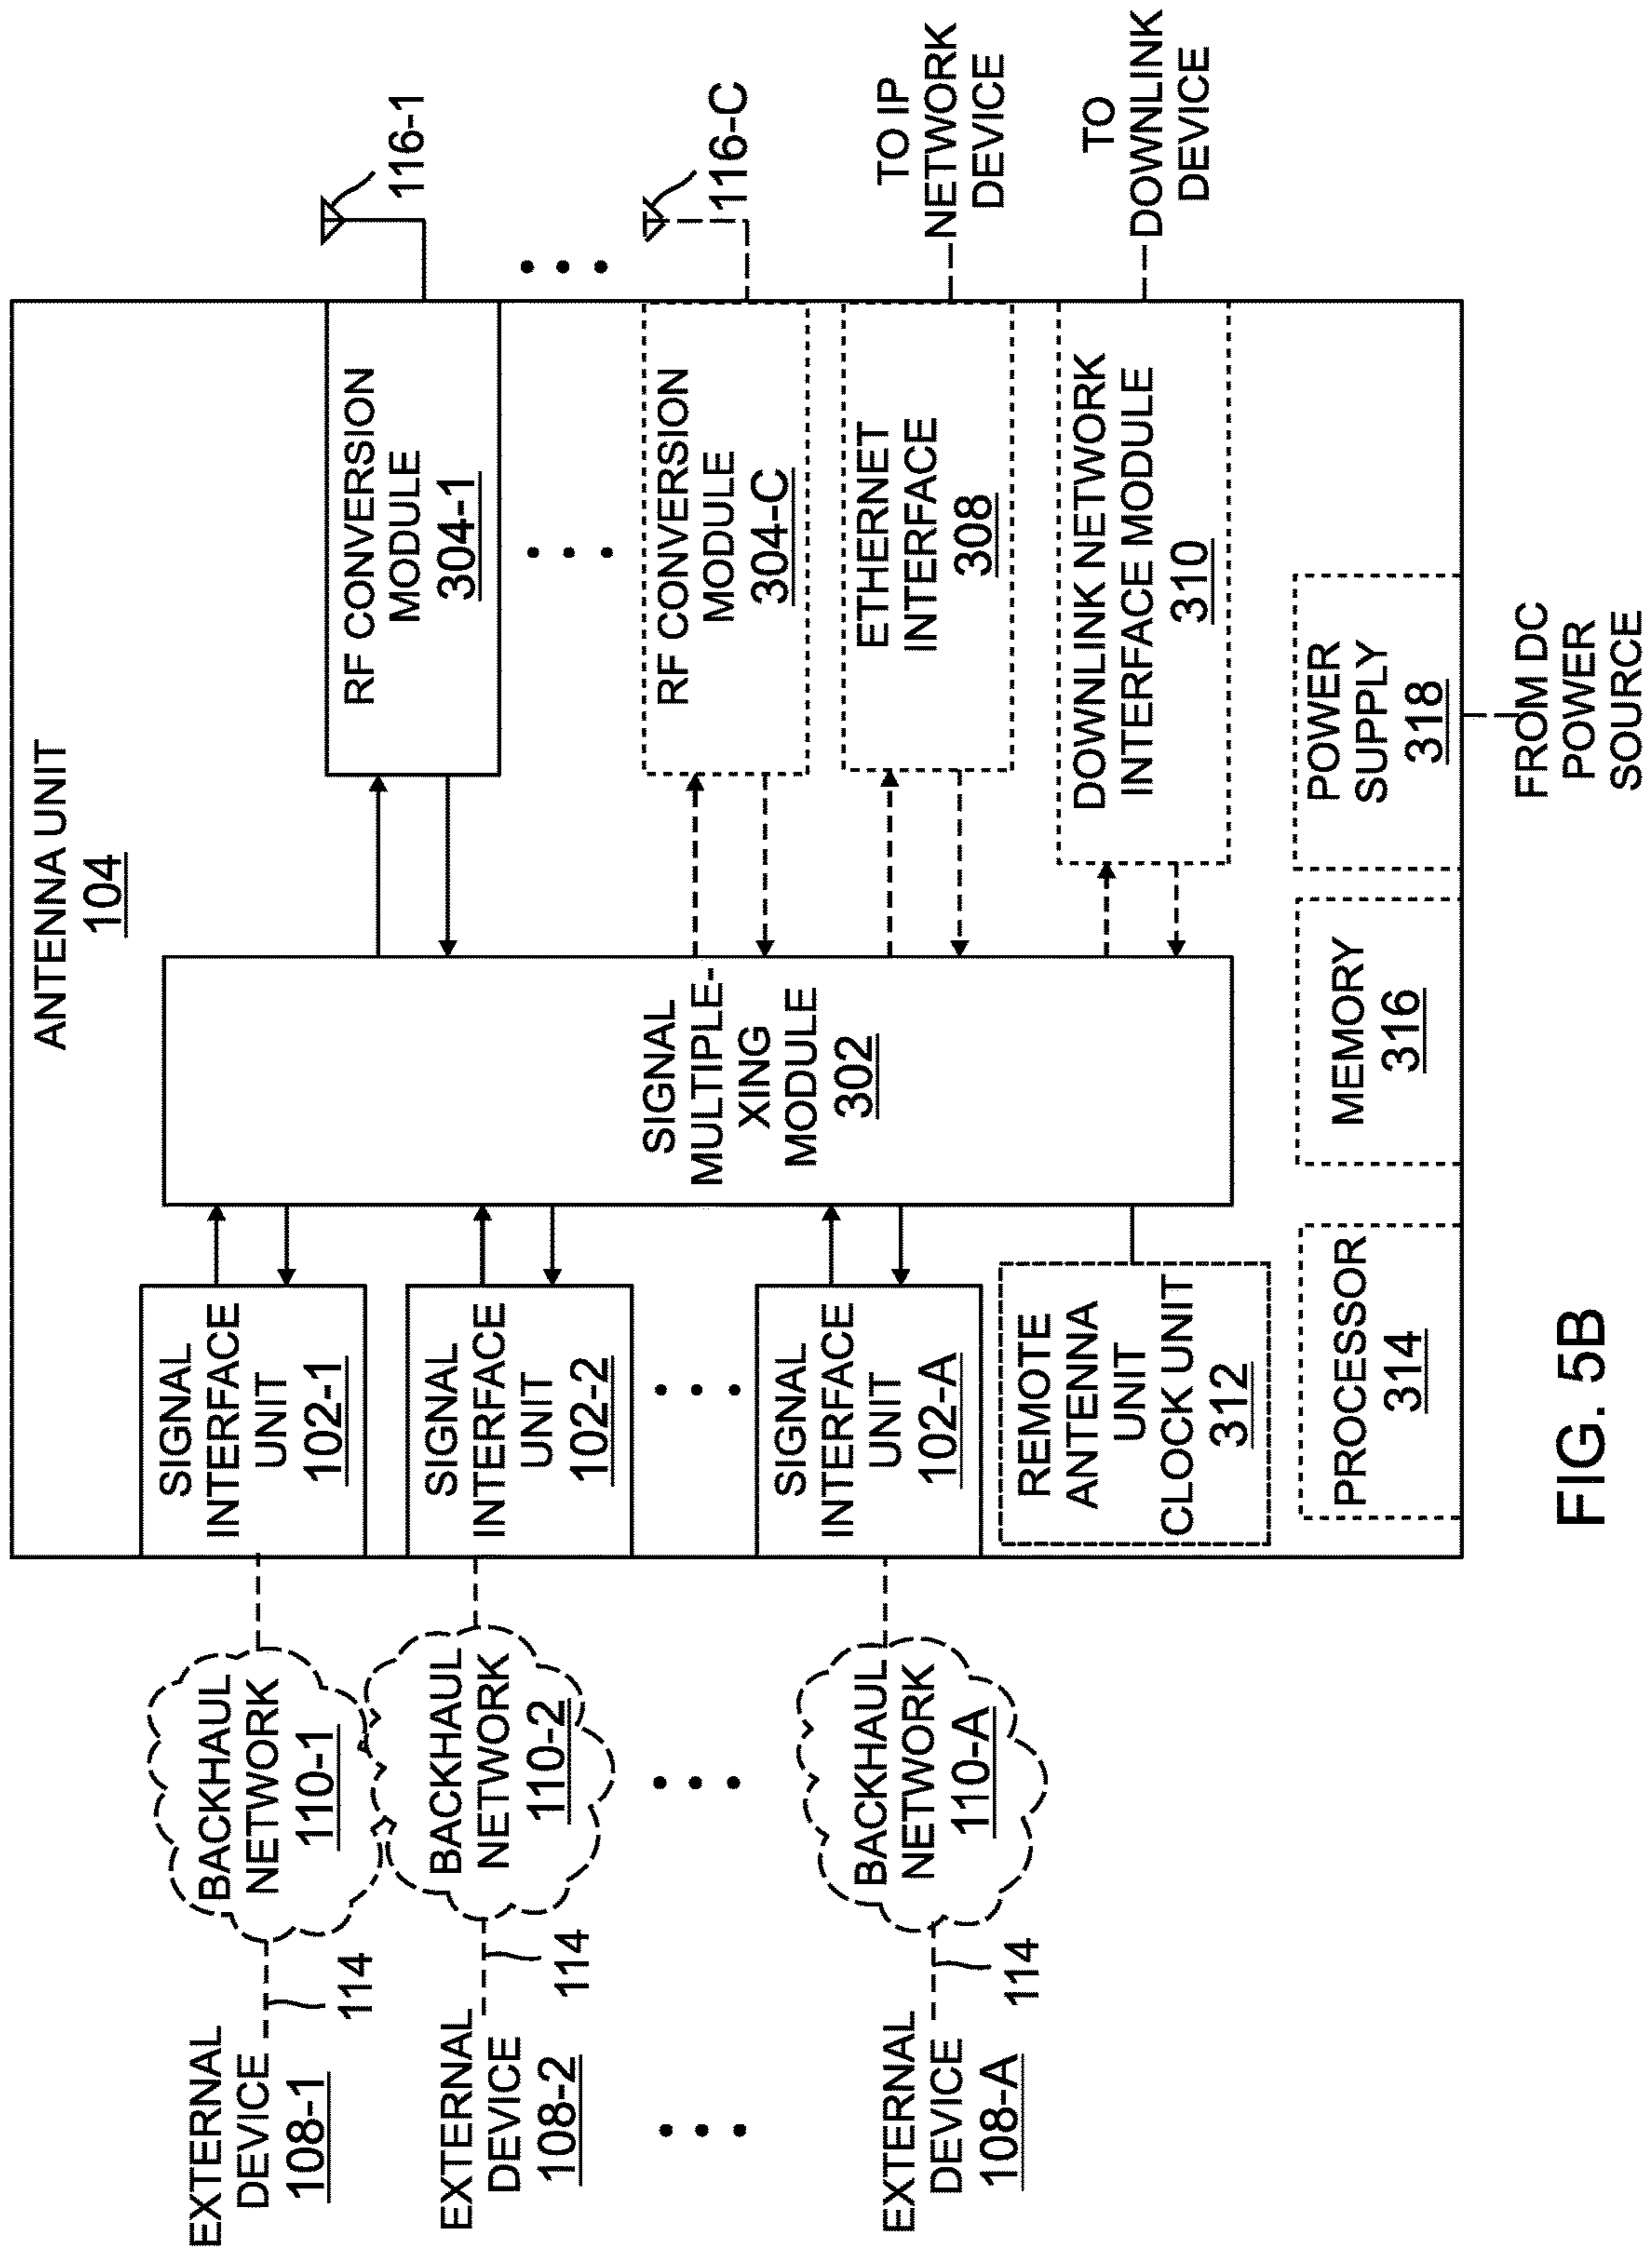 ANTENNA UNIT
104
EXTERNAL
DEVICE
108-1
114
BACKHAUL
NETWORK
110-1
SIGNAL
INTERFACE
UNIT
102-1
EXTERNAL
DEVICE
108-2
114
BACKHAUL
NETWORK
110-2
SIGNAL
INTERFACE
UNIT
102-2
EXTERNAL
DEVICE
108-A
114
BACKHAUL
NETWORK
110-A
SIGNAL
INTERFACE
UNIT
102-A
REMOTE
ANTENNA
UNIT
CLOCK UNIT
312
SIGNAL
MULTIPLE-
XING
MODULE
302
RF CONVERSION
MODULE
304-1
116-1
RF CONVERSION
MODULE
304-C
116-C
ETHERNET
INTERFACE
308
TO IP
NETWORK
DEVICE
DOWNLINK NETWORK
INTERFACE MODULE
310
TO
DOWNLINK
DEVICE
PROCESSOR
314
MEMORY
316
POWER
SUPPLY
318
FROM DC
POWER
SOURCE
FIG. 5B